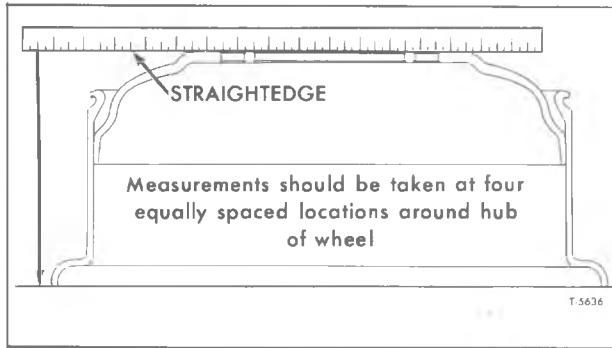 STRAIGHTEDGE
Measurements should be taken at four
equally spaced locations around hub
of wheel
T-5636